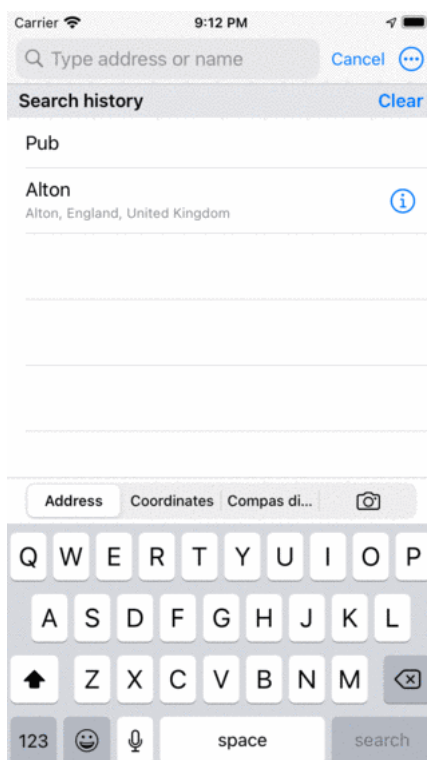 Carrier 9:12 PM
Type address or name Cancel
Search history Clear
Pub
Alton
Alton, England, United Kingdom
Address Coordinates Compas di...
Q W E R T Y U I O P
A S D F G H J K L
Z X C V B N M
123 space search